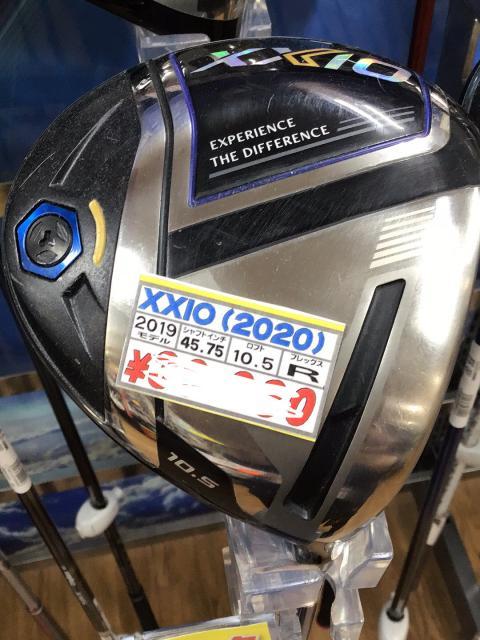 XXIO
EXPERIENCE
THE DIFFERENCE
XXIO (2020)
2019 モデル
シャフトインチ 45.75
ロフト 10.5
フレックス R
10.5